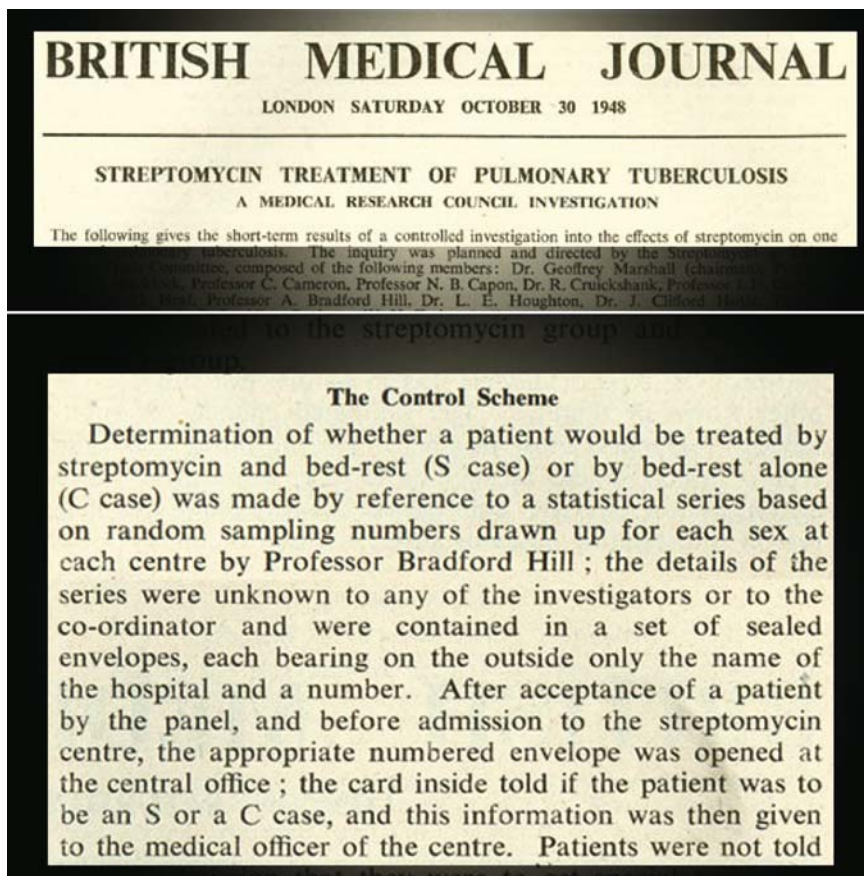 BRITISH MEDICAL JOURNAL
LONDON SATURDAY OCTOBER 30 1948
STREPTOMYCIN TREATMENT OF PULMONARY TUBERCULOSIS
A MEDICAL RESEARCH COUNCIL INVESTIGATION
The following gives the short-term results of a controlled investigation into the effects of streptomycin on one
tuberculosis. The inquiry was planned and directed by the Streptomycin
Committee, composed of the following members: Dr. Geoffrey Marshall (chairman),
Professor C. Cameron, Professor N. B. Capon, Dr. R. Cruickshank, Professor
Professor A. Bradford Hill, Dr. L. E. Houghton, Dr. J. Clifford
to the streptomycin group and
group.
The Control Scheme
Determination of whether a patient would be treated by
streptomycin and bed-rest (S case) or by bed-rest alone
(C case) was made by reference to a statistical series based
on random sampling numbers drawn up for each sex at
each centre by Professor Bradford Hill ; the details of the
series were unknown to any of the investigators or to the
co-ordinator and were contained in a set of sealed
envelopes, each bearing on the outside only the name of
the hospital and a number. After acceptance of a patient
by the panel, and before admission to the streptomycin
centre, the appropriate numbered envelope was opened at
the central office ; the card inside told if the patient was to
be an S or a C case, and this information was then given
to the medical officer of the centre. Patients were not told